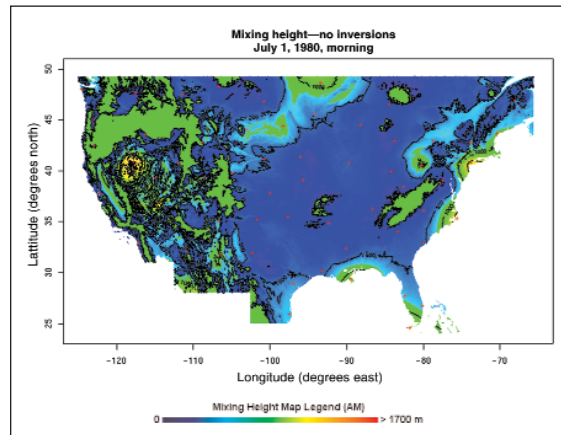 Mixing height—no inversions
July 1, 1980, morning
50
45
40
35
30
25
Lattitude (degrees north)
-120 -110 -100 -90 -80 -70
Longitude (degrees east)
Mixing Height Map Legend (AM)
0 > 1700 m